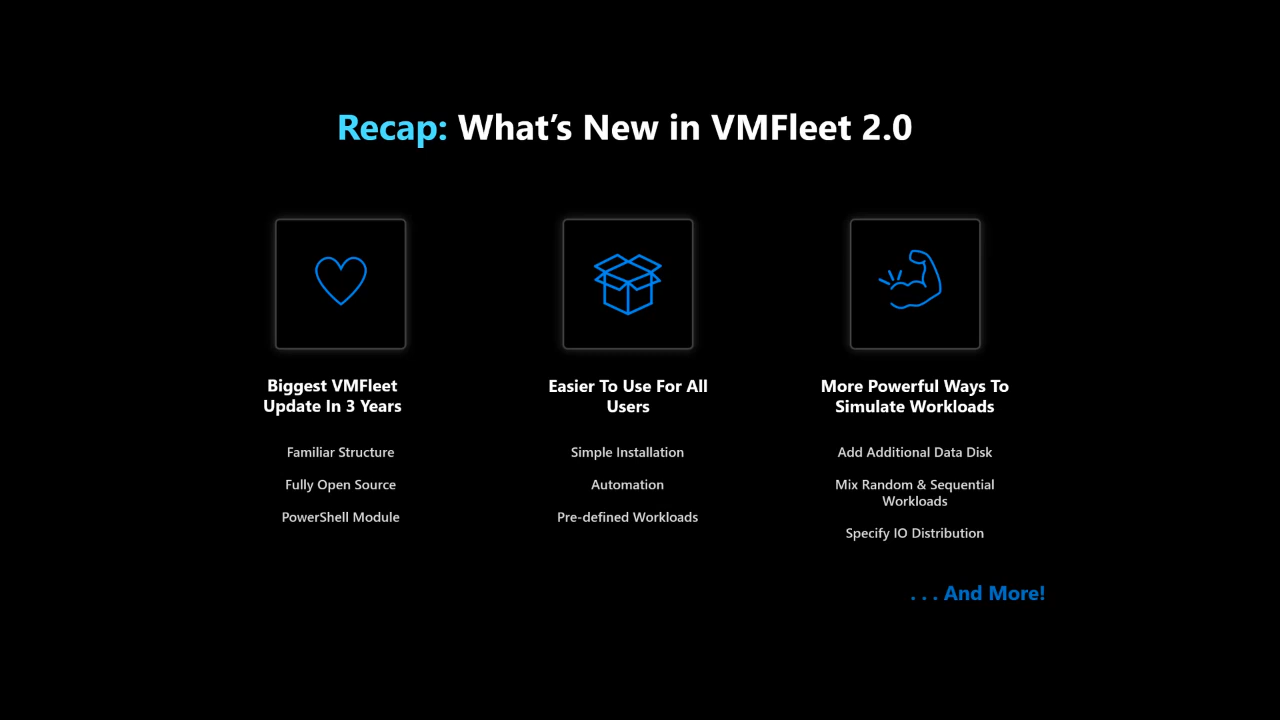 Recap: What's New in VMFleet 2.0
Biggest VMFleet
Update In 3 Years
Familiar Structure
Fully Open Source
PowerShell Module
Easier To Use For All
Users
Simple Installation
Automation
Pre-defined Workloads
More Powerful Ways To
Simulate Workloads
Add Additional Data Disk
Mix Random & Sequential
Workloads
Specify IO Distribution
. . . And More!